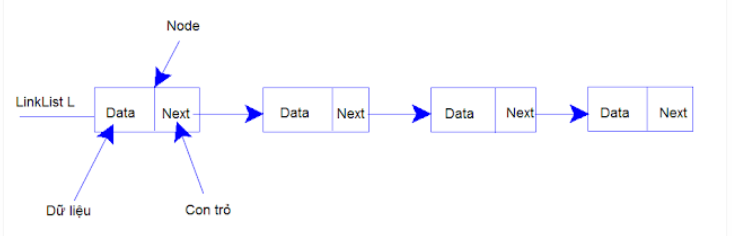 Node
LinkList L
Data Next
Data Next
Data Next
Data Next
Dữ liệu
Con trỏ